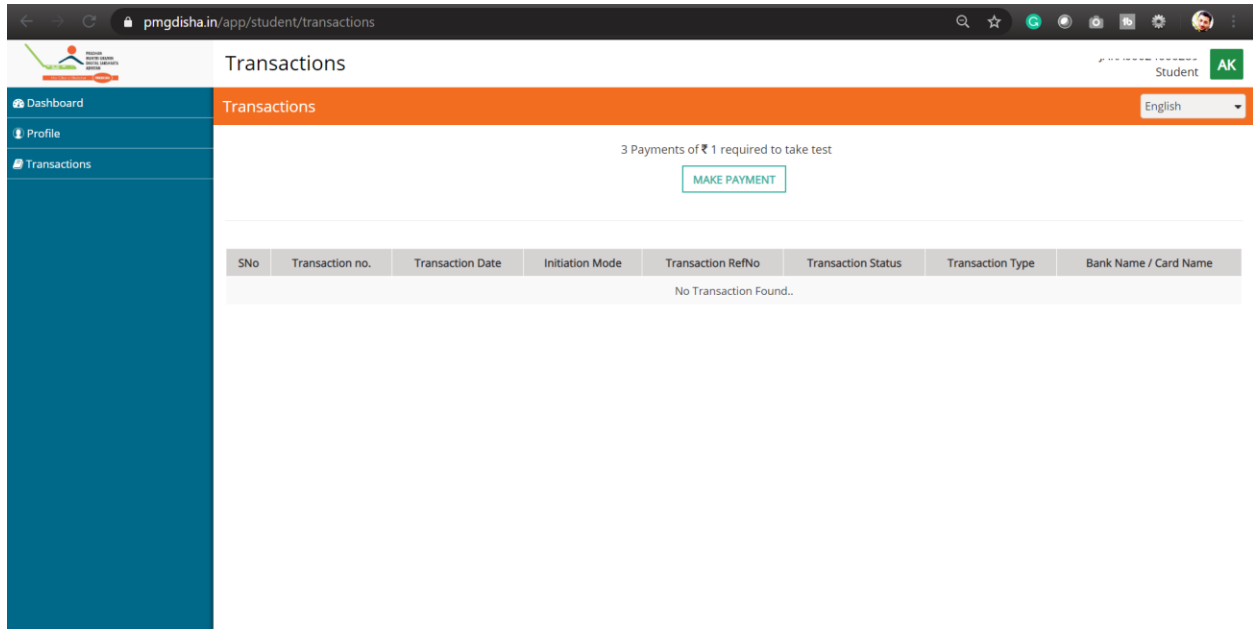 pmgdisha.in/app/student/transactions
Transactions
Student
AK
Dashboard
Profile
Transactions
Transactions
English
3 Payments of ₹ 1 required to take test
MAKE PAYMENT
SNo Transaction no. Transaction Date Initiation Mode Transaction RefNo Transaction Status Transaction Type Bank Name / Card Name
No Transaction Found..